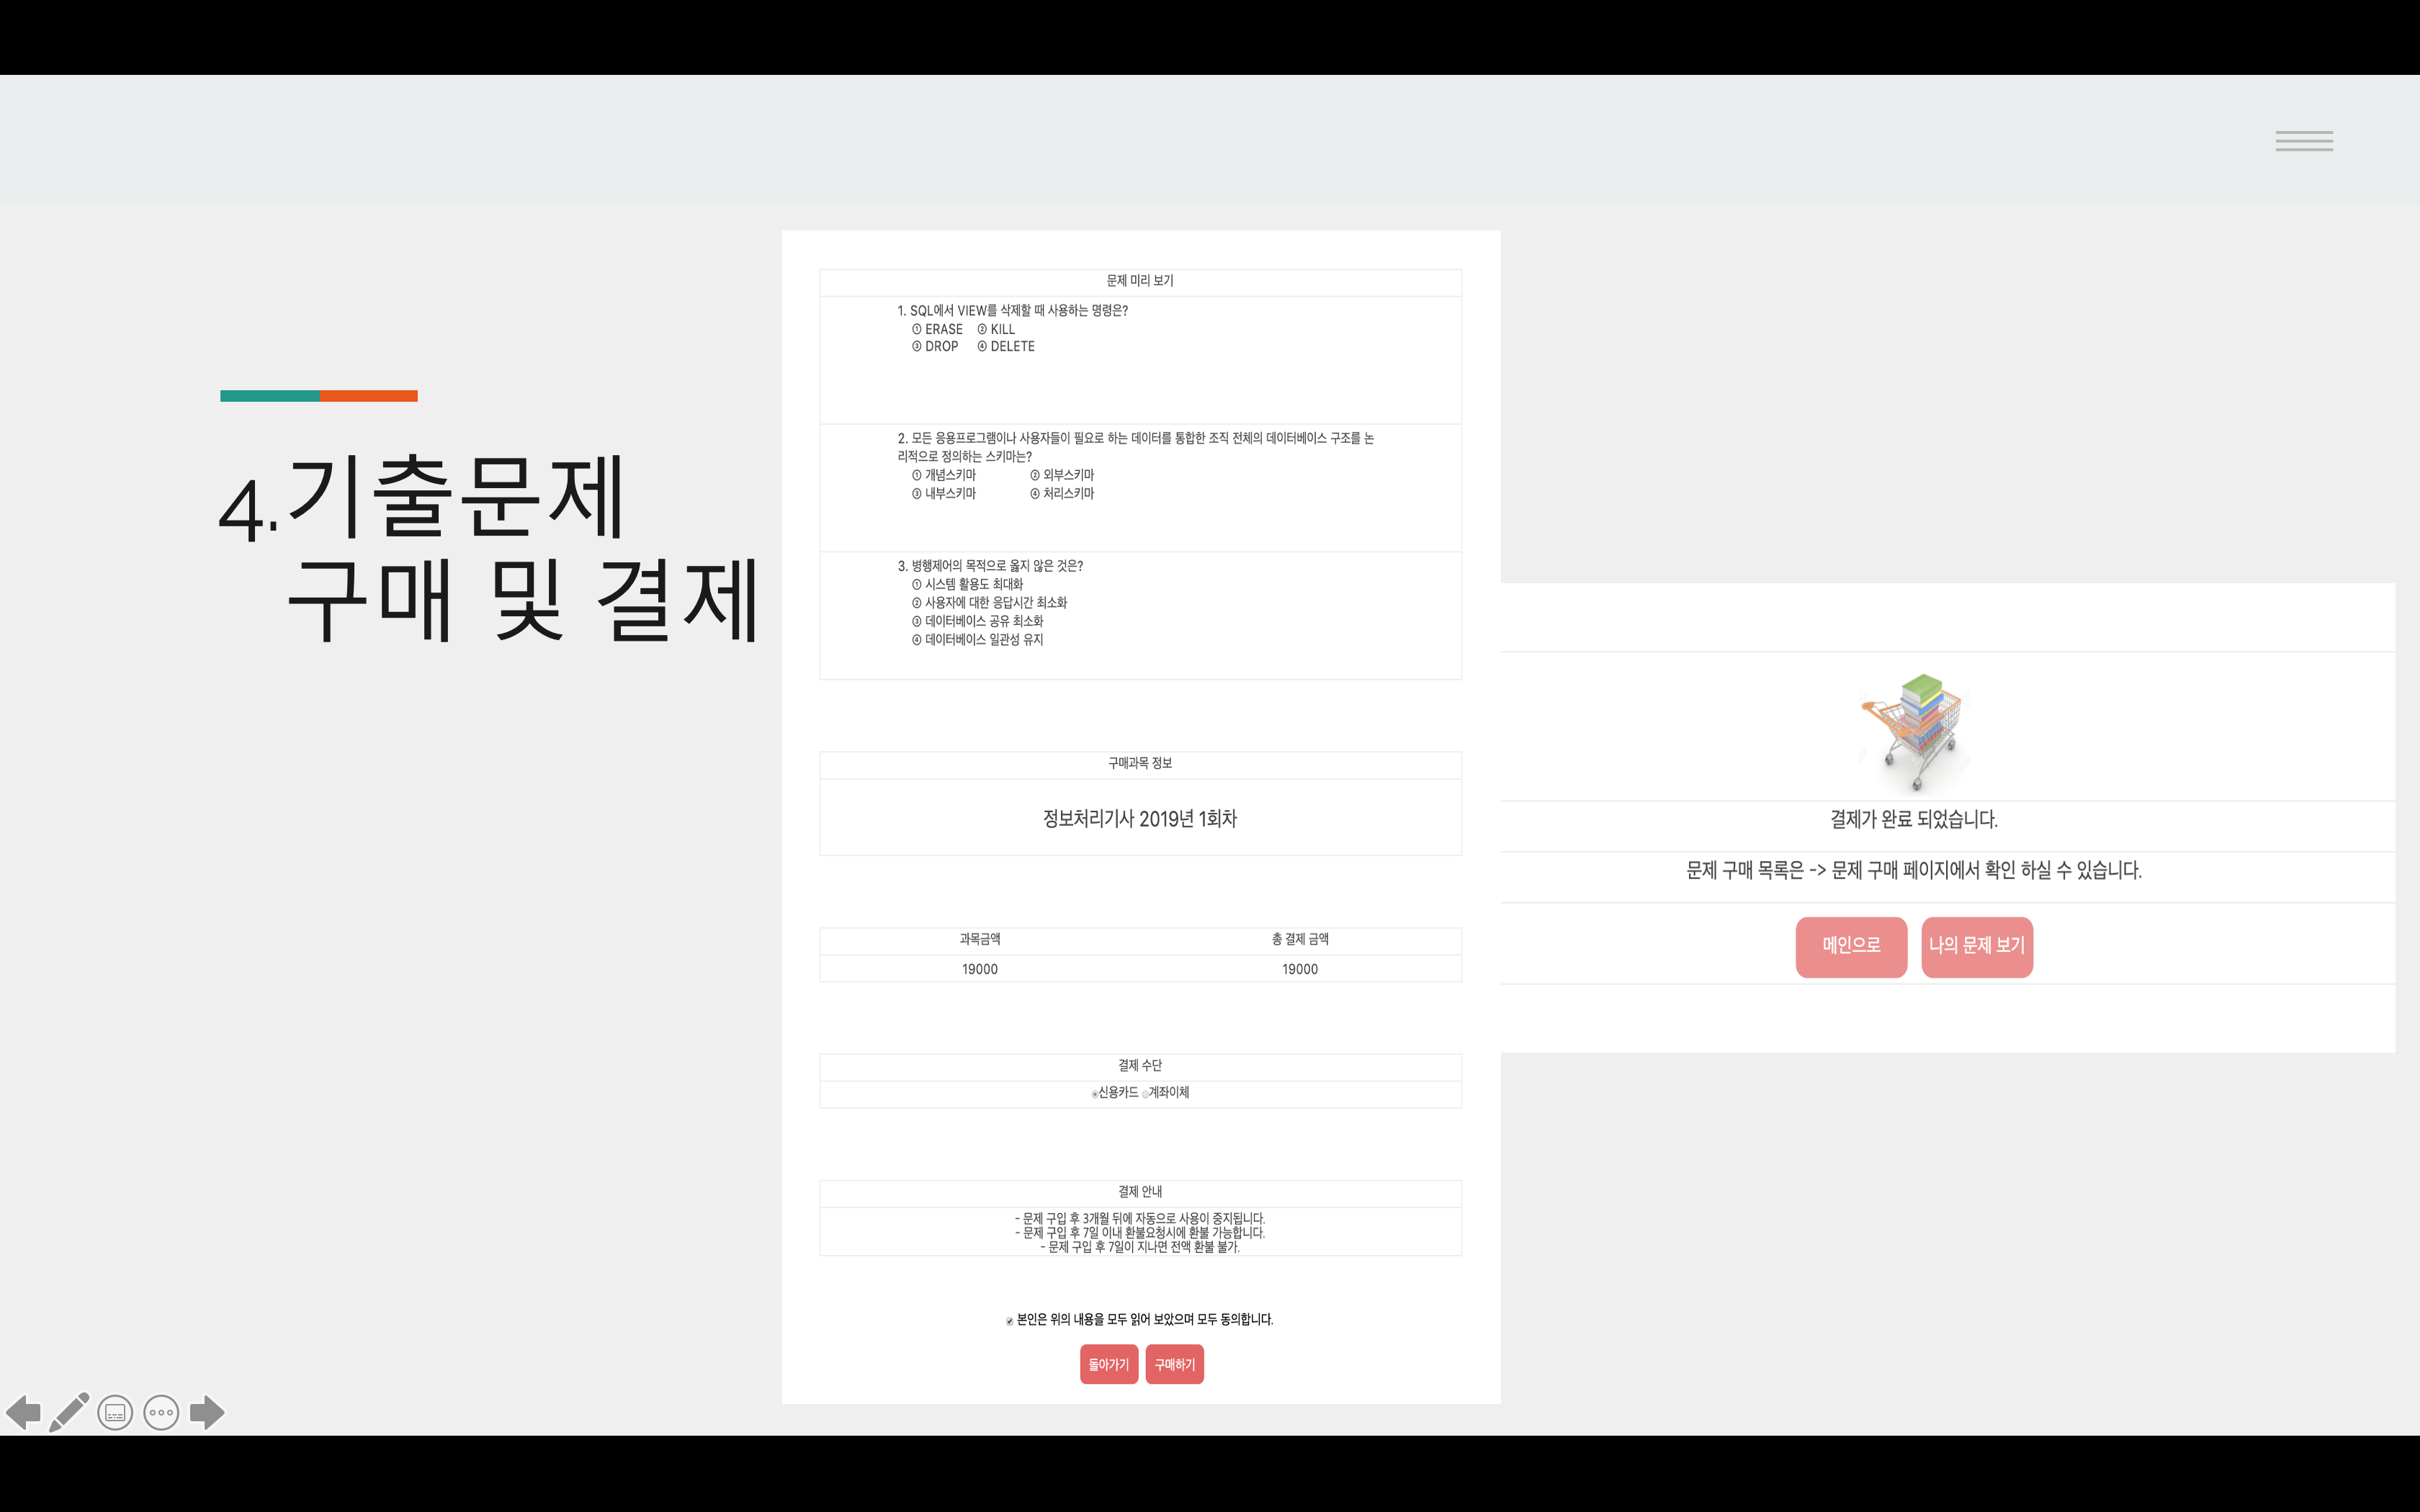 4.기출문제
구매 및 결제
문제 미리 보기
1. SQL에서 VIEW를 삭제할 때 사용하는 명령은?
① ERASE ② KILL
③ DROP ④ DELETE
2. 모든 응용프로그램이나 사용자들이 필요로 하는 데이터를 통합한 조직 전체의 데이터베이스 구조를 논
리적으로 정의하는 스키마는?
① 개념스키마 ② 외부스키마
③ 내부스키마 ④ 처리스키마
3. 병행제어의 목적으로 옳지 않은 것은?
① 시스템 활용도 최대화
② 사용자에 대한 응답시간 최소화
③ 데이터베이스 공유 최소화
④ 데이터베이스 일관성 유지
구매과목 정보
정보처리기사 2019년 1회차
과목금액 총 결제 금액
19000 19000
결제 수단
신용카드 계좌이체
결제 안내
- 문제 구입 후 3개월 뒤에 자동으로 사용이 중지됩니다.
- 문제 구입 후 7일 이내 환불요청시에 환불 가능합니다.
- 문제 구입 후 7일이 지나면 전액 환불 불가.
본인은 위의 내용을 모두 읽어 보았으며 모두 동의합니다.
돌아가기 구매하기
결제가 완료 되었습니다.
문제 구매 목록은 -> 문제 구매 페이지에서 확인 하실 수 있습니다.
메인으로 나의 문제 보기